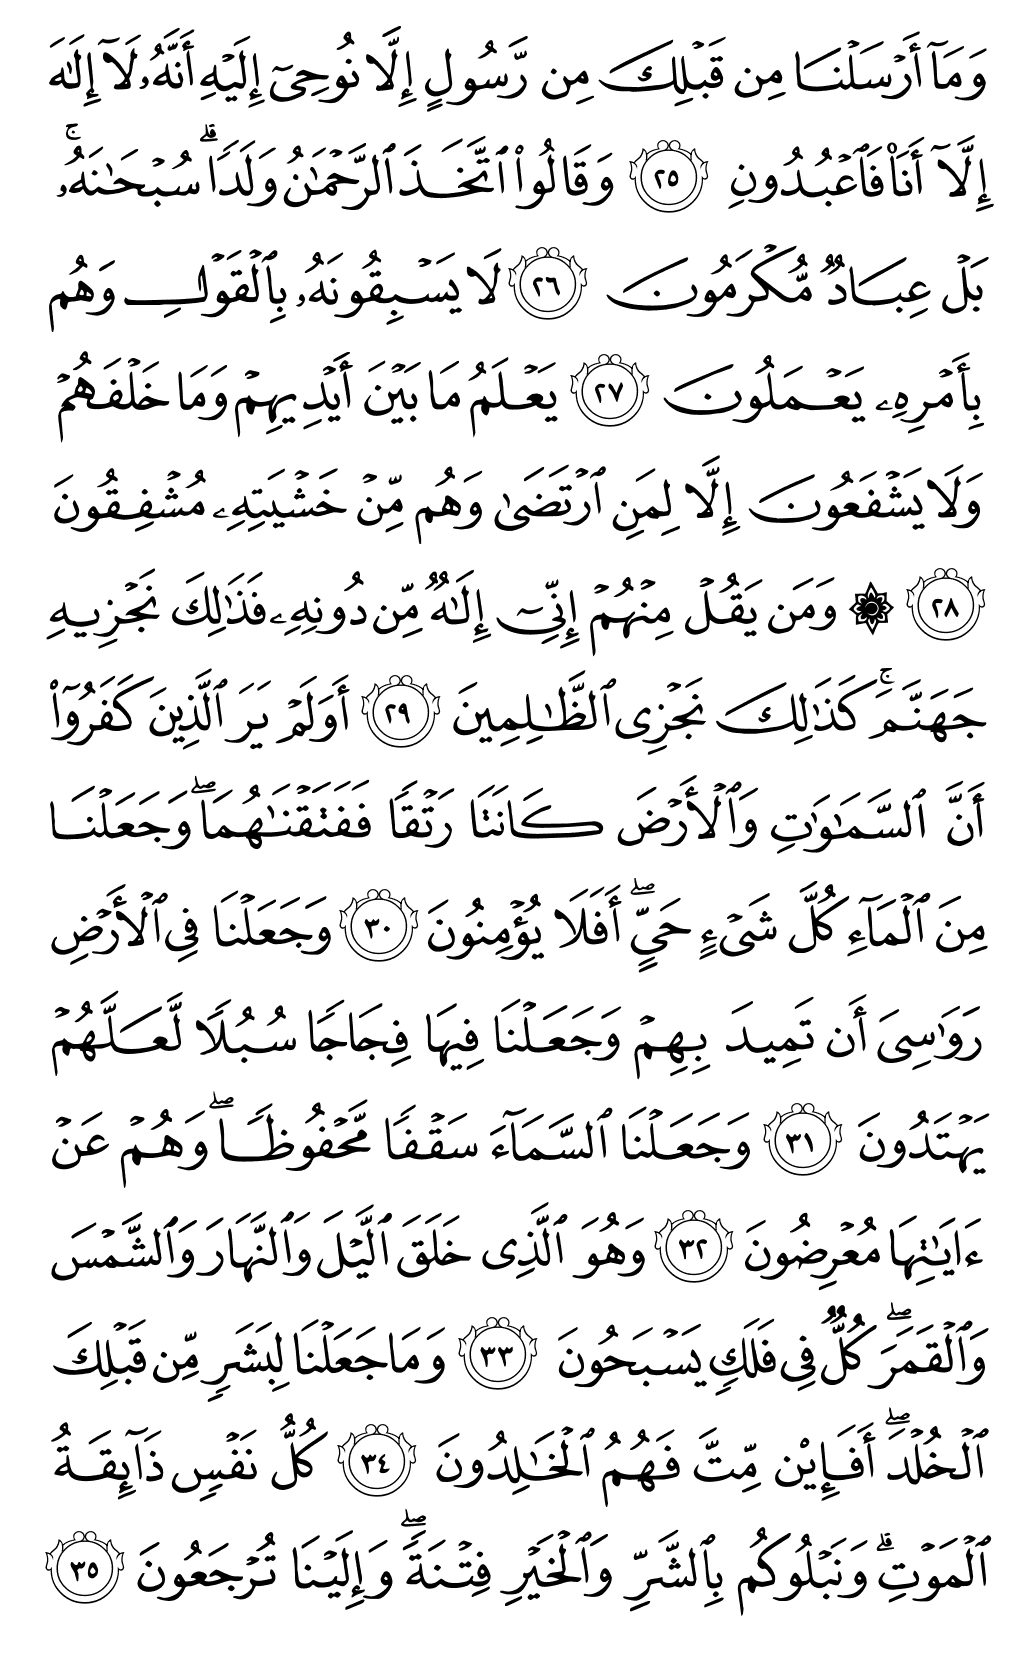 وَمَآ أَرۡسَلۡنَا مِن قَبۡلِكَ مِن رَّسُولٍ إِلَّا نُوحِىٓ إِلَيۡهِ أَنَّهُۥ لَآ إِلَٰهَ
إِلَّآ أَنَا۠ فَٱعۡبُدُونِ ٢٥ وَقَالُواْ ٱتَّخَذَ ٱلرَّحۡمَٰنُ وَلَدٗاۗ سُبۡحَٰنَهُۥۚ
بَلۡ عِبَادٞ مُّكۡرَمُونَ ٢٦ لَا يَسۡبِقُونَهُۥ بِٱلۡقَوۡلِ وَهُم
بِأَمۡرِهِۦ يَعۡمَلُونَ ٢٧ يَعۡلَمُ مَا بَيۡنَ أَيۡدِيهِمۡ وَمَا خَلۡفَهُمۡ
وَلَا يَشۡفَعُونَ إِلَّا لِمَنِ ٱرۡتَضَىٰ وَهُم مِّنۡ خَشۡيَتِهِۦ مُشۡفِقُونَ
٢٨ ۞ وَمَن يَقُلۡ مِنۡهُمۡ إِنِّىٓ إِلَٰهٞ مِّن دُونِهِۦ فَذَٰلِكَ نَجۡزِيهِ
جَهَنَّمَۚ كَذَٰلِكَ نَجۡزِى ٱلظَّٰلِمِينَ ٢٩ أَوَلَمۡ يَرَ ٱلَّذِينَ كَفَرُوٓاْ
أَنَّ ٱلسَّمَٰوَٰتِ وَٱلۡأَرۡضَ كَانَتَا رَتۡقٗا فَفَتَقۡنَٰهُمَاۖ وَجَعَلۡنَا
مِنَ ٱلۡمَآءِ كُلَّ شَىۡءٍ حَيٍّۖ أَفَلَا يُؤۡمِنُونَ ٣٠ وَجَعَلۡنَا فِى ٱلۡأَرۡضِ
رَوَٰسِىَ أَن تَمِيدَ بِهِمۡ وَجَعَلۡنَا فِيهَا فِجَاجٗا سُبُلٗا لَّعَلَّهُمۡ
يَهۡتَدُونَ ٣١ وَجَعَلۡنَا ٱلسَّمَآءَ سَقۡفٗا مَّحۡفُوظٗاۖ وَهُمۡ عَنۡ
ءَايَٰتِهَا مُعۡرِضُونَ ٣٢ وَهُوَ ٱلَّذِى خَلَقَ ٱلَّيۡلَ وَٱلنَّهَارَ وَٱلشَّمۡسَ
وَٱلۡقَمَرَۖ كُلّٞ فِى فَلَكٖ يَسۡبَحُونَ ٣٣ وَمَا جَعَلۡنَا لِبَشَرٖ مِّن قَبۡلِكَ
ٱلۡخُلۡدَۖ أَفَإِيْن مِّتَّ فَهُمُ ٱلۡخَٰلِدُونَ ٣٤ كُلُّ نَفۡسٖ ذَآئِقَةُ
ٱلۡمَوۡتِۗ وَنَبۡلُوكُم بِٱلشَّرِّ وَٱلۡخَيۡرِ فِتۡنَةٗۖ وَإِلَيۡنَا تُرۡجَعُونَ ٣٥